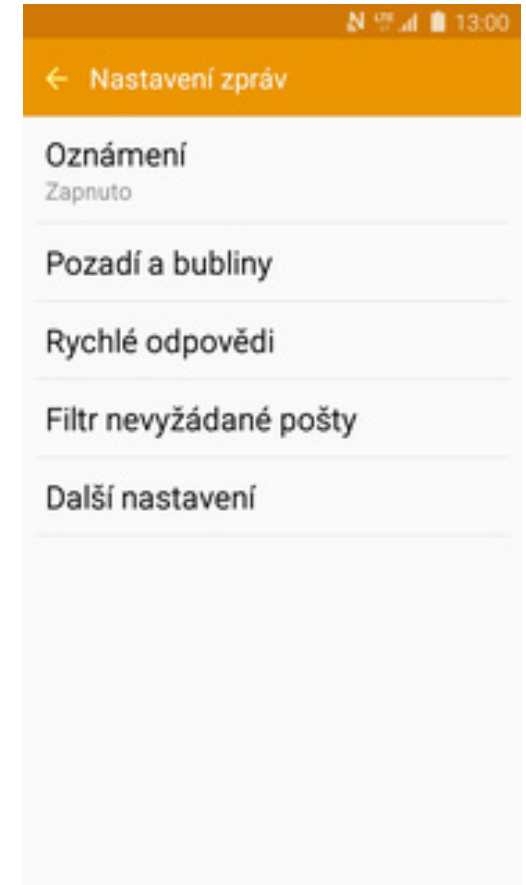 13:00
Nastavení zpráv
Oznámení
Zapnuto
Pozadí a bubliny
Rychlé odpovědi
Filtr nevyžádané pošty
Další nastavení